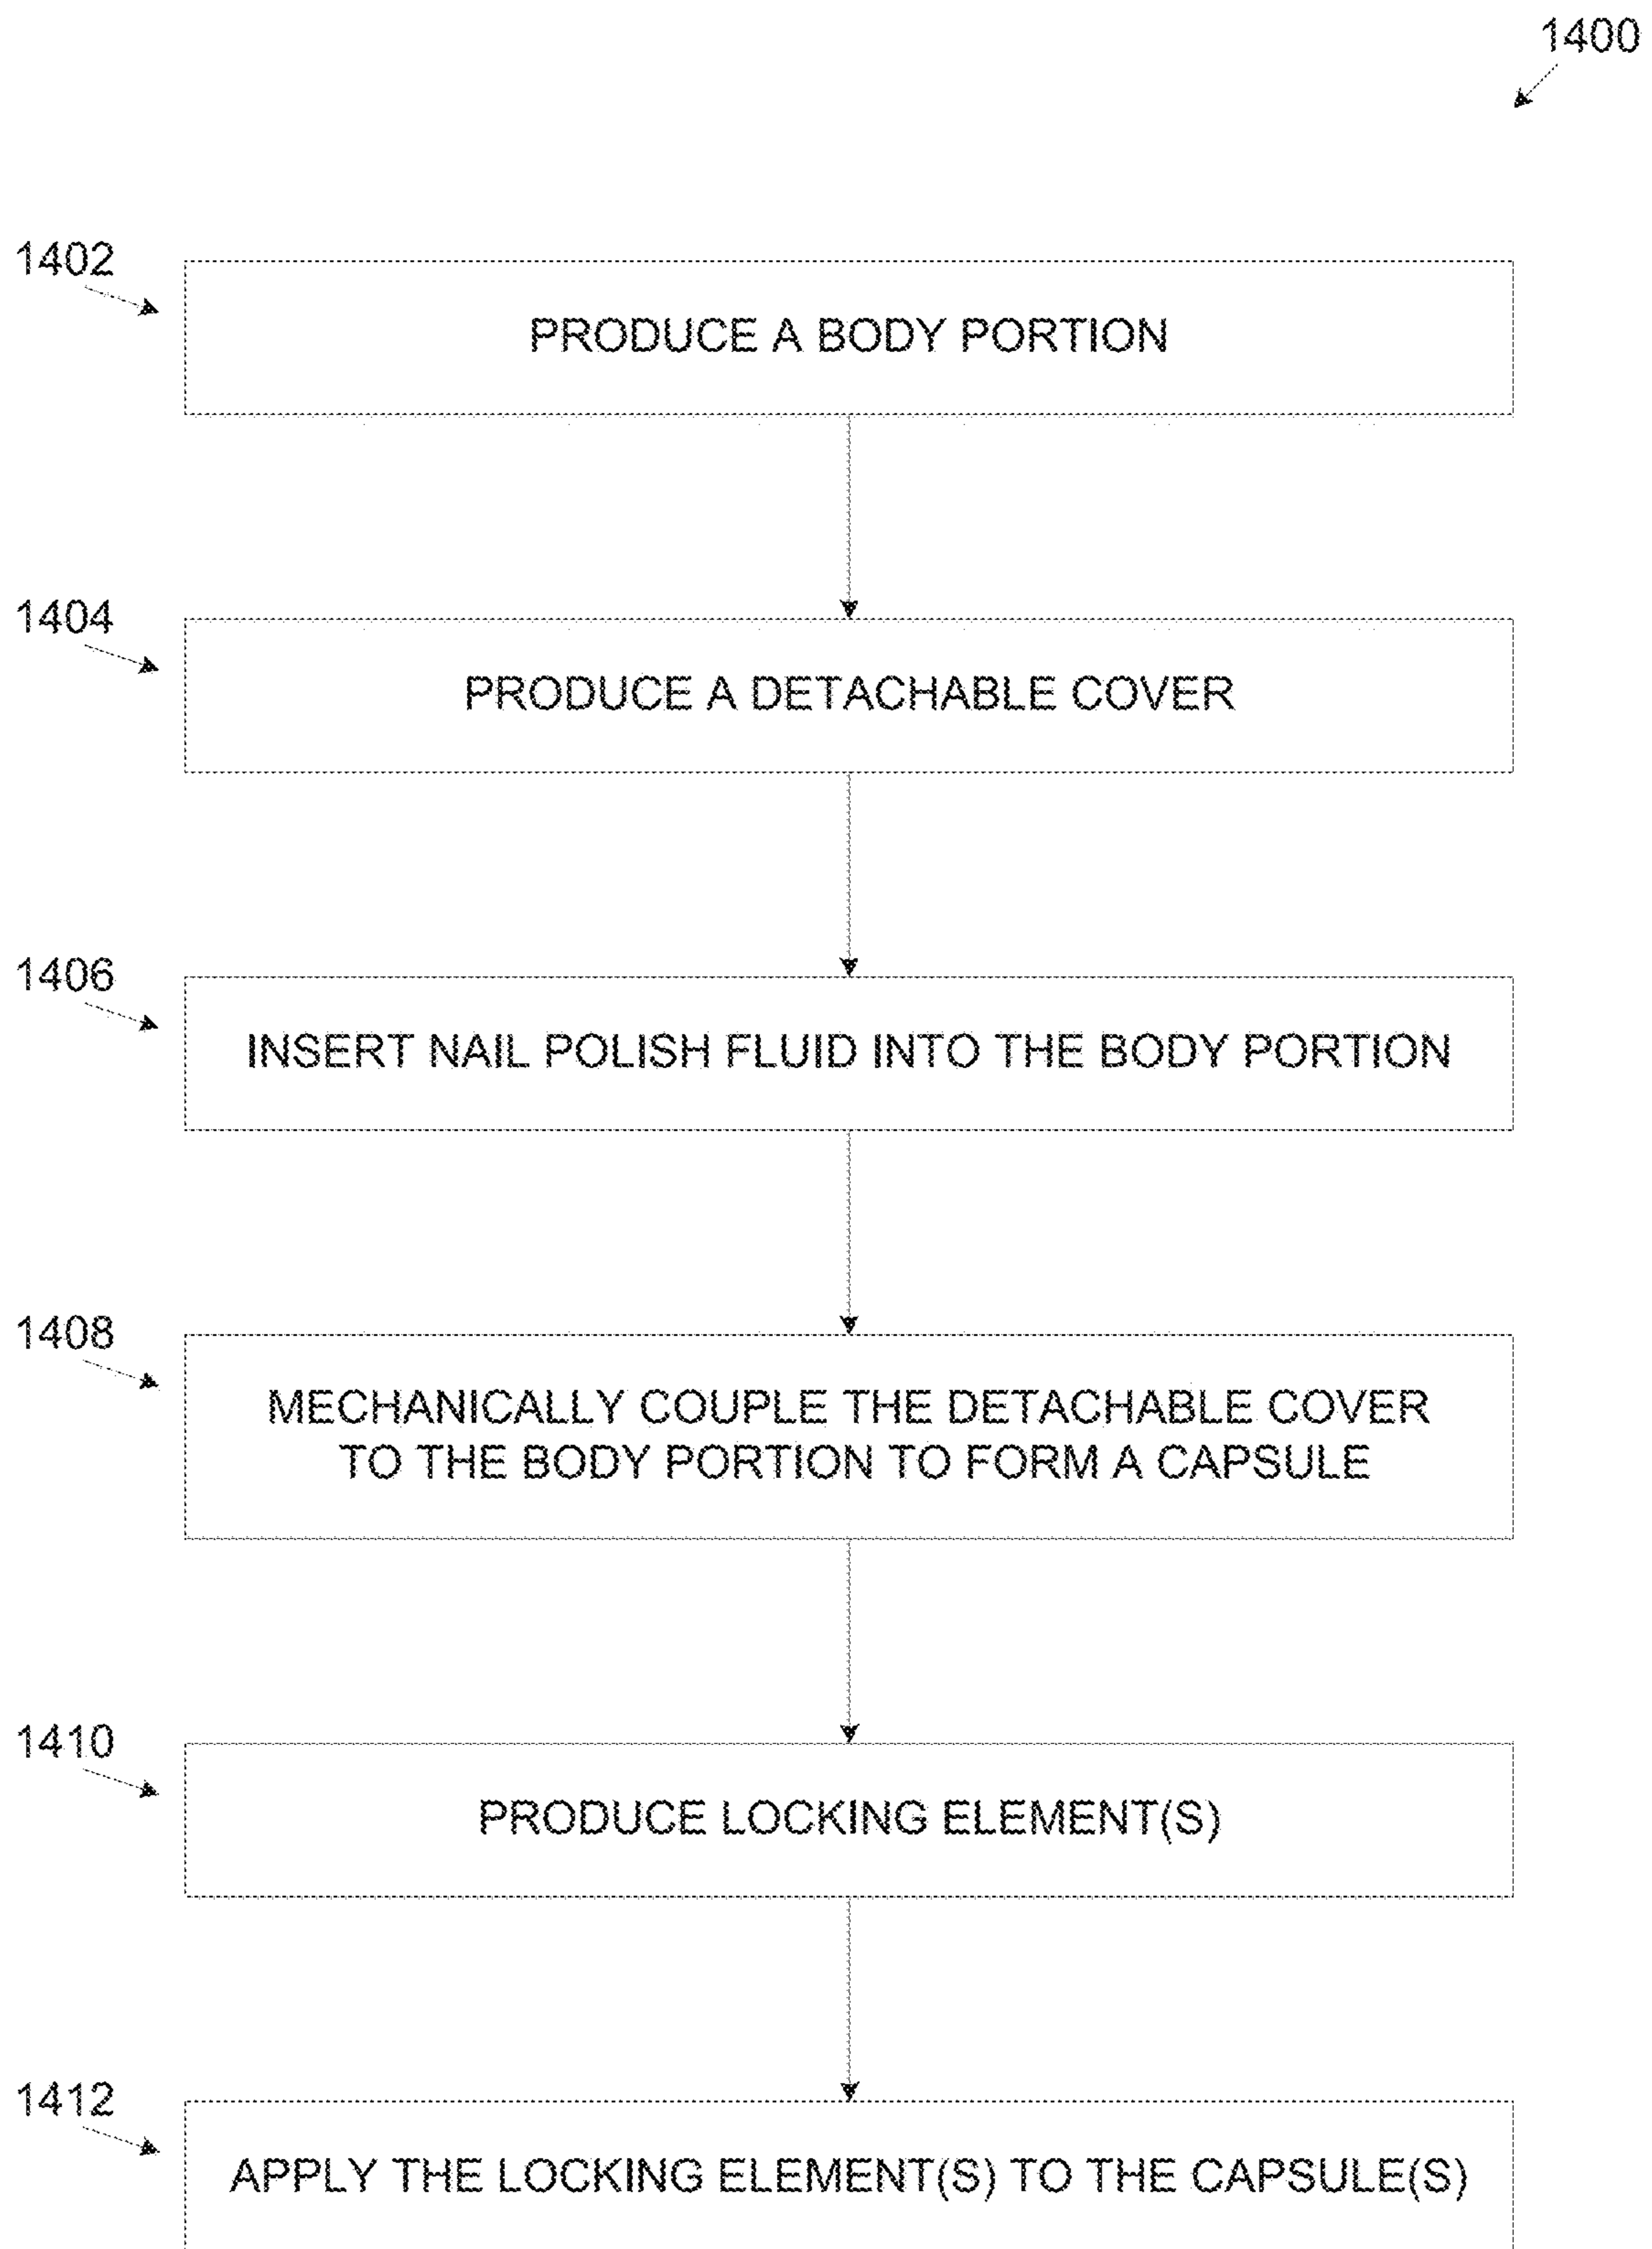 1400
1402
PRODUCE A BODY PORTION
1404
PRODUCE A DETACHABLE COVER
1406
INSERT NAIL POLISH FLUID INTO THE BODY PORTION
1408
MECHANICALLY COUPLE THE DETACHABLE COVER
TO THE BODY PORTION TO FORM A CAPSULE
1410
PRODUCE LOCKING ELEMENT(S)
1412
APPLY THE LOCKING ELEMENT(S) TO THE CAPSULE(S)